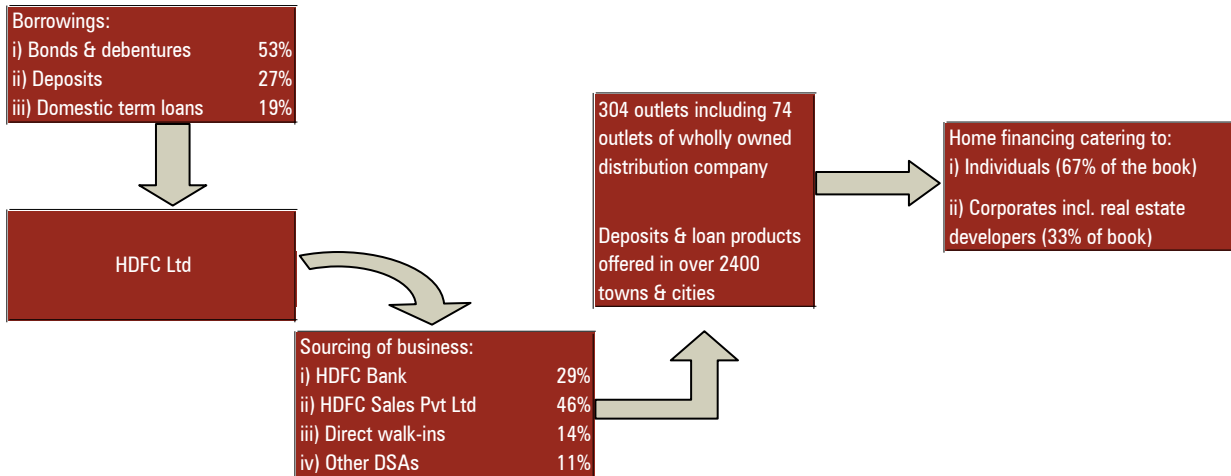 Borrowings:
i) Bonds & debentures 53%
ii) Deposits 27%
iii) Domestic term loans 19%
HDFC Ltd
Sourcing of business:
i) HDFC Bank 29%
ii) HDFC Sales Pvt Ltd 46%
iii) Direct walk-ins 14%
iv) Other DSAs 11%
304 outlets including 74
outlets of wholly owned
distribution company
Deposits & loan products
offered in over 2400
towns & cities
Home financing catering to:
i) Individuals (67% of the book)
ii) Corporates incl. real estate
developers (33% of book)